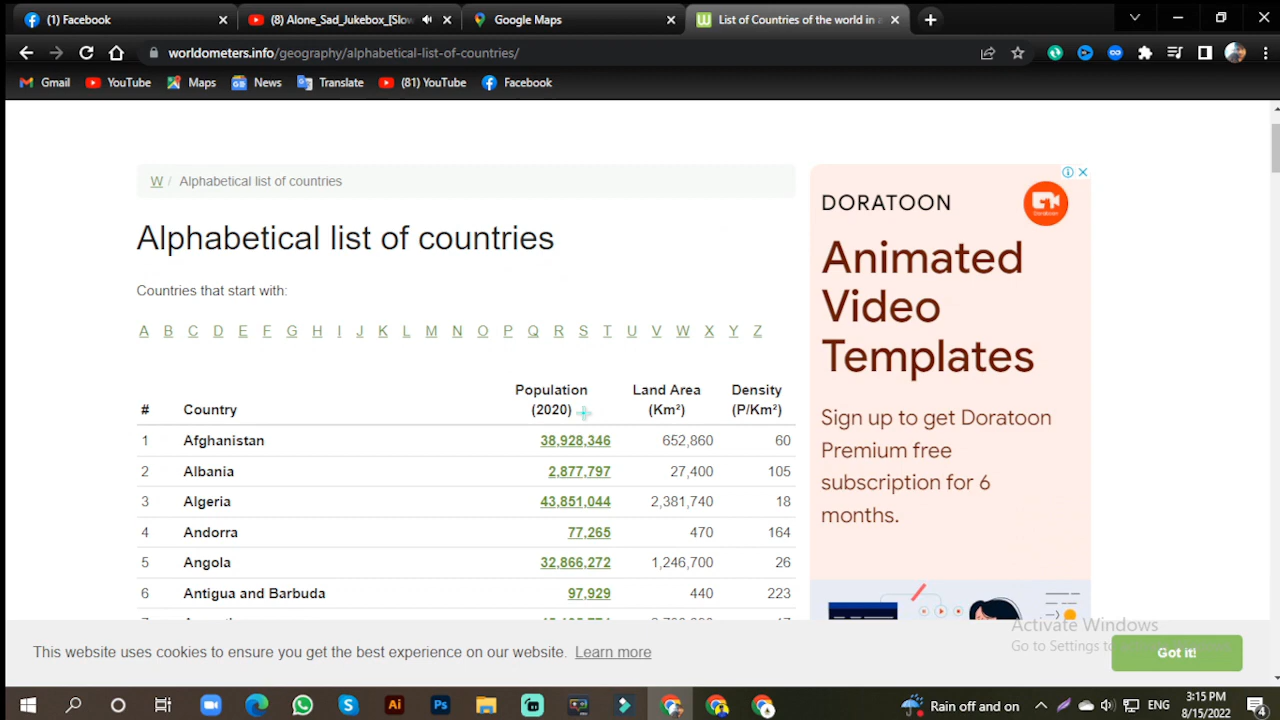 (1) Facebook
(8) Alone_Sad_Jukebox_[Slow
Google Maps
List of Countries of the world in a
worldometers.info/geography/alphabetical-list-of-countries/
Gmail
YouTube
Maps
News
Translate
(81) YouTube
Facebook
W / Alphabetical list of countries
Alphabetical list of countries
Countries that start with:
A B C D E F G H I J K L M N O P Q R S T U V W X Y Z
# Country Population (2020) Land Area (Km²) Density (P/Km²)
1 Afghanistan 38,928,346 652,860 60
2 Albania 2,877,797 27,400 105
3 Algeria 43,851,044 2,381,740 18
4 Andorra 77,265 470 164
5 Angola 32,866,272 1,246,700 26
6 Antigua and Barbuda 97,929 440 223
DORATOON
Doratoon
Animated
Video
Templates
Sign up to get Doratoon
Premium free
subscription for 6
months.
Activate Windows
Go to Settings to
This website uses cookies to ensure you get the best experience on our website. Learn more
Got it!
Rain off and on
ENG
3:15 PM
8/15/2022
4